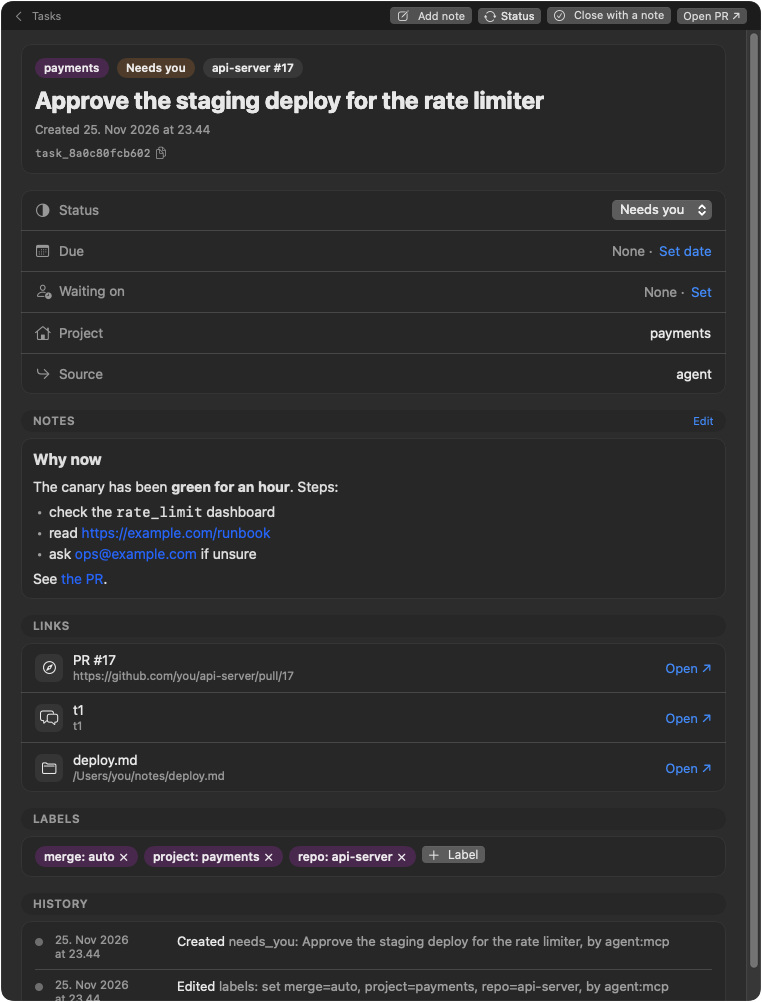 Tasks
Add note
Status
Close with a note
Open PR ↗
payments
Needs you
api-server #17
Approve the staging deploy for the rate limiter
Created 25. Nov 2026 at 23.44
task_8a0c80fcb602
Status
Needs you
Due
None · Set date
Waiting on
None · Set
Project
payments
Source
agent
NOTES
Edit
Why now
The canary has been green for an hour. Steps:
• check the rate_limit dashboard
• read https://example.com/runbook
• ask ops@example.com if unsure
See the PR.
LINKS
PR #17
https://github.com/you/api-server/pull/17
Open ↗
t1
t1
Open ↗
deploy.md
/Users/you/notes/deploy.md
Open ↗
LABELS
merge: auto ×
project: payments ×
repo: api-server ×
+ Label
HISTORY
25. Nov 2026
at 23.44
Created needs_you: Approve the staging deploy for the rate limiter, by agent:mcp
25. Nov 2026
at 23.44
Edited labels: set merge=auto, project=payments, repo=api-server, by agent:mcp